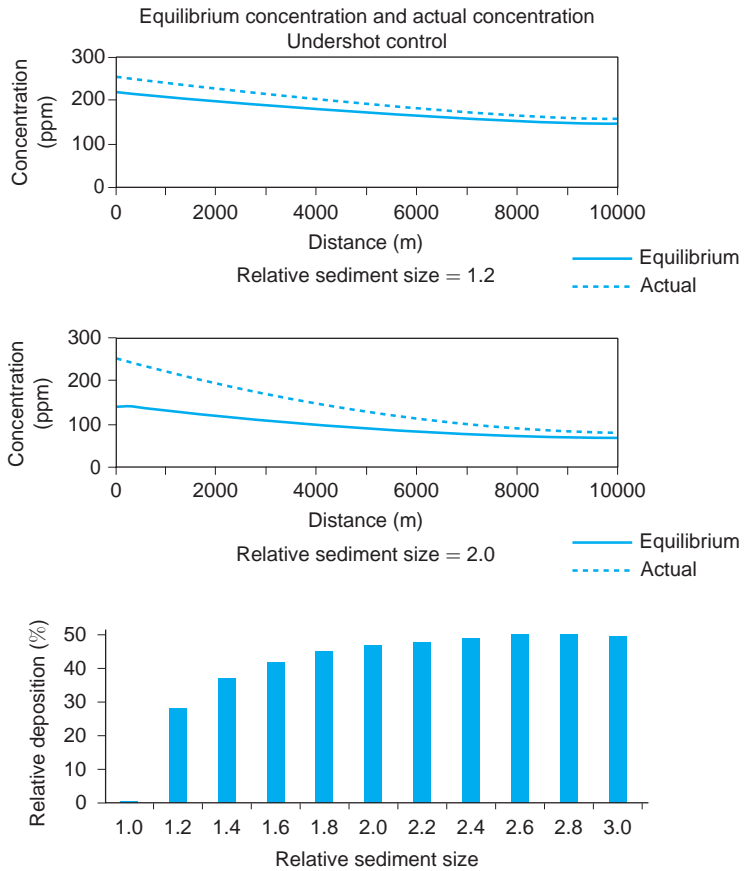 Equilibrium concentration and actual concentration
Undershot control
Concentration
(ppm)
300
200
100
0
0 2000 4000 6000 8000 10000
Distance (m)
Relative sediment size = 1.2
Equilibrium
Actual
Concentration
(ppm)
300
200
100
0
0 2000 4000 6000 8000 10000
Distance (m)
Relative sediment size = 2.0
Equilibrium
Actual
Relative deposition (%)
50
40
30
20
10
0
1.0 1.2 1.4 1.6 1.8 2.0 2.2 2.4 2.6 2.8 3.0
Relative sediment size